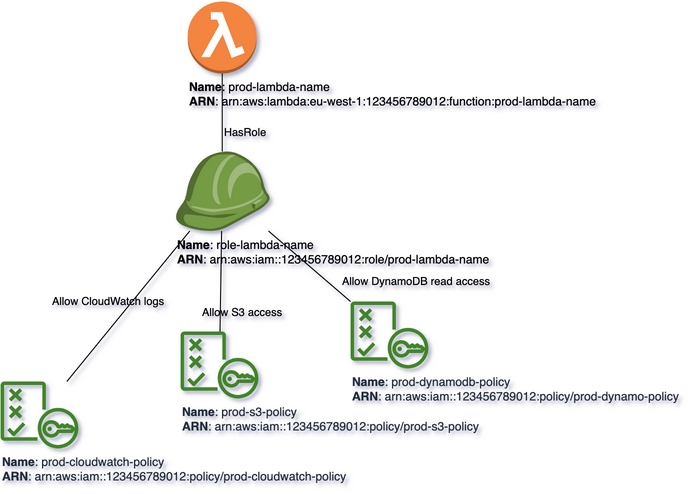 Name: prod-lambda-name
ARN: arn:aws:lambda:eu-west-1:123456789012:function:prod-lambda-name
HasRole
Name: role-lambda-name
ARN: arn:aws:iam::123456789012:role/prod-lambda-name
Allow DynamoDB read access
Allow CloudWatch logs
Allow S3 access
Name: prod-dynamodb-policy
ARN: arn:aws:iam::123456789012:policy/prod-dynamo-policy
Name: prod-s3-policy
ARN: arn:aws:iam::123456789012:policy/prod-s3-policy
Name: prod-cloudwatch-policy
ARN: arn:aws:iam::123456789012:policy/prod-cloudwatch-policy